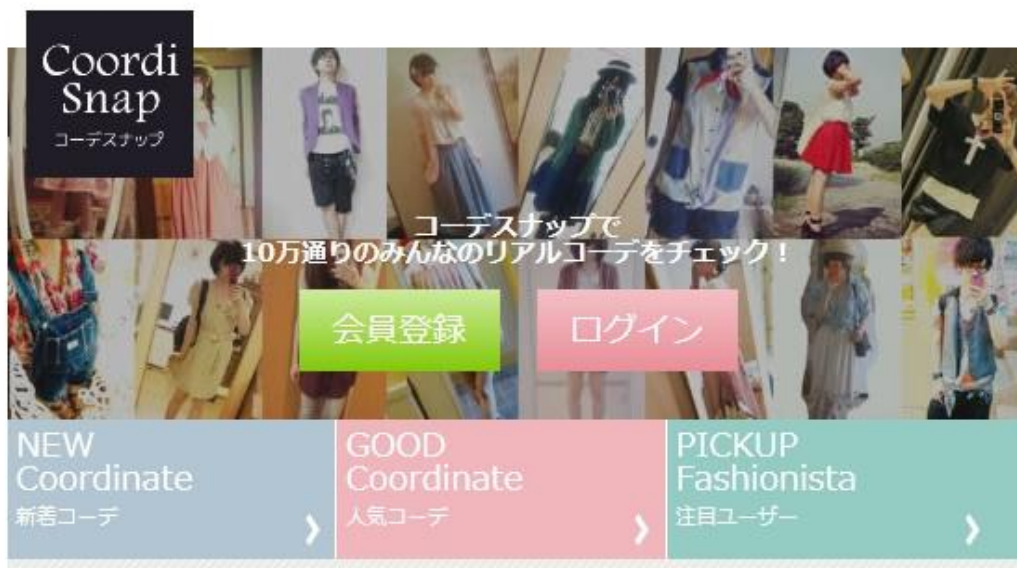 Coordi
Snap
コーデスナップ
コーデスナップで
10万通りのみんなのリアルコーデをチェック！
会員登録
ログイン
NEW
Coordinate
新着コーデ
GOOD
Coordinate
人気コーデ
PICKUP
Fashionista
注目ユーザー